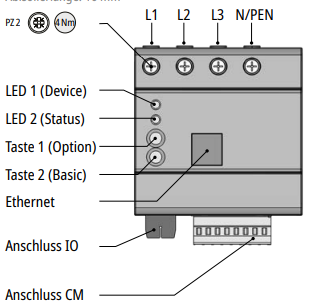 L1 L2 L3 N/PEN
PZ 2 4 Nm
LED 1 (Device)
LED 2 (Status)
Taste 1 (Option)
Taste 2 (Basic)
Ethernet
Anschluss IO
Anschluss CM